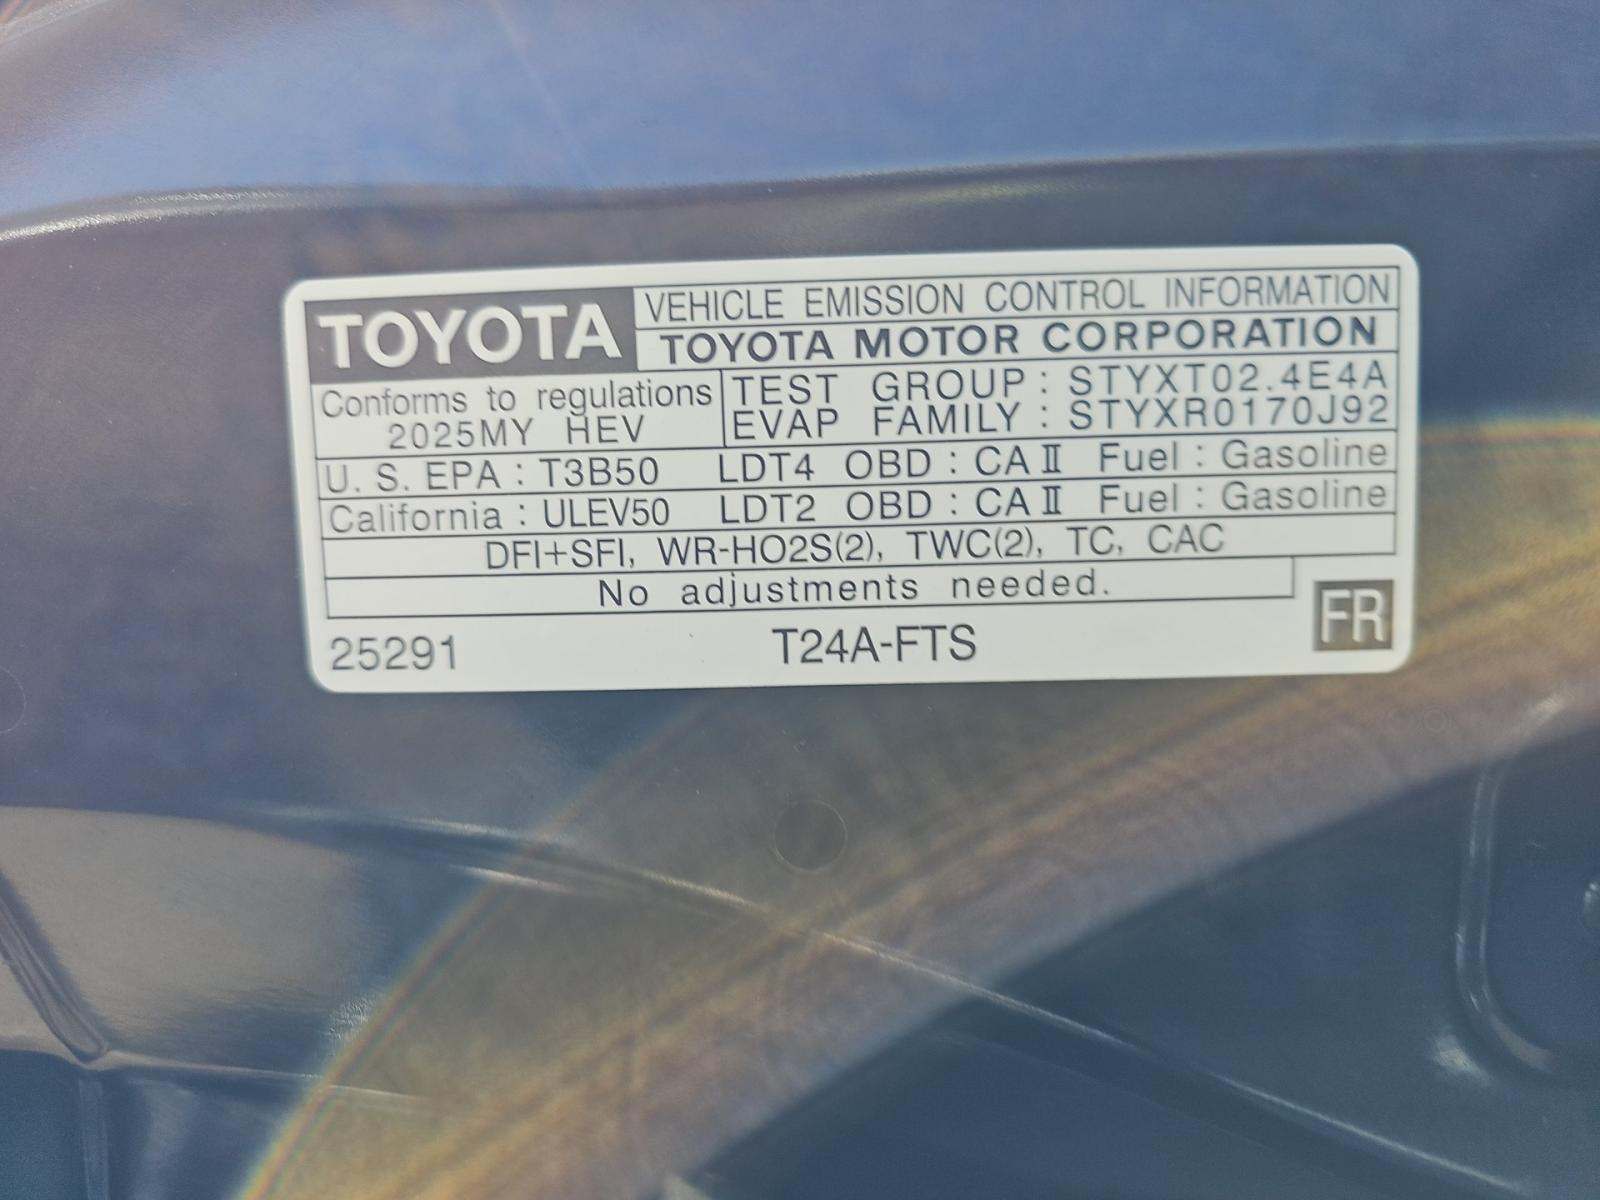 TOYOTA VEHICLE EMISSION CONTROL INFORMATION
TOYOTA MOTOR CORPORATION
Conforms to regulations
2025MY HEV
TEST GROUP : STYXT02.4E4A
EVAP FAMILY : STYXR0170J92
U. S. EPA : T3B50 LDT4 OBD : CA II Fuel : Gasoline
California : ULEV50 LDT2 OBD : CA II Fuel : Gasoline
DFI+SFI, WR-HO2S(2), TWC(2), TC, CAC
No adjustments needed.
25291 T24A-FTS FR